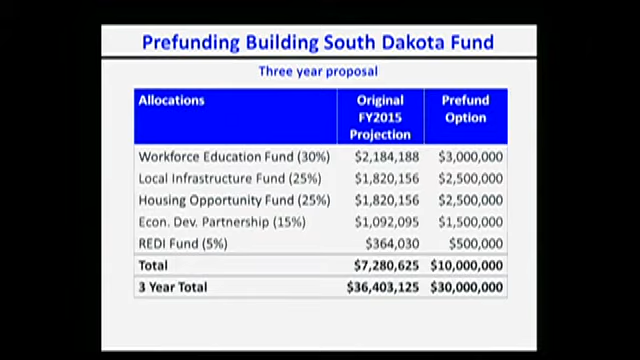 Prefunding Building South Dakota Fund
Three year proposal
Allocations Original FY2015 Projection Prefund Option
Workforce Education Fund (30%) $2,184,188 $3,000,000
Local Infrastructure Fund (25%) $1,820,156 $2,500,000
Housing Opportunity Fund (25%) $1,820,156 $2,500,000
Econ. Dev. Partnership (15%) $1,092,095 $1,500,000
REDI Fund (5%) $364,030 $500,000
Total $7,280,625 $10,000,000
3 Year Total $36,403,125 $30,000,000